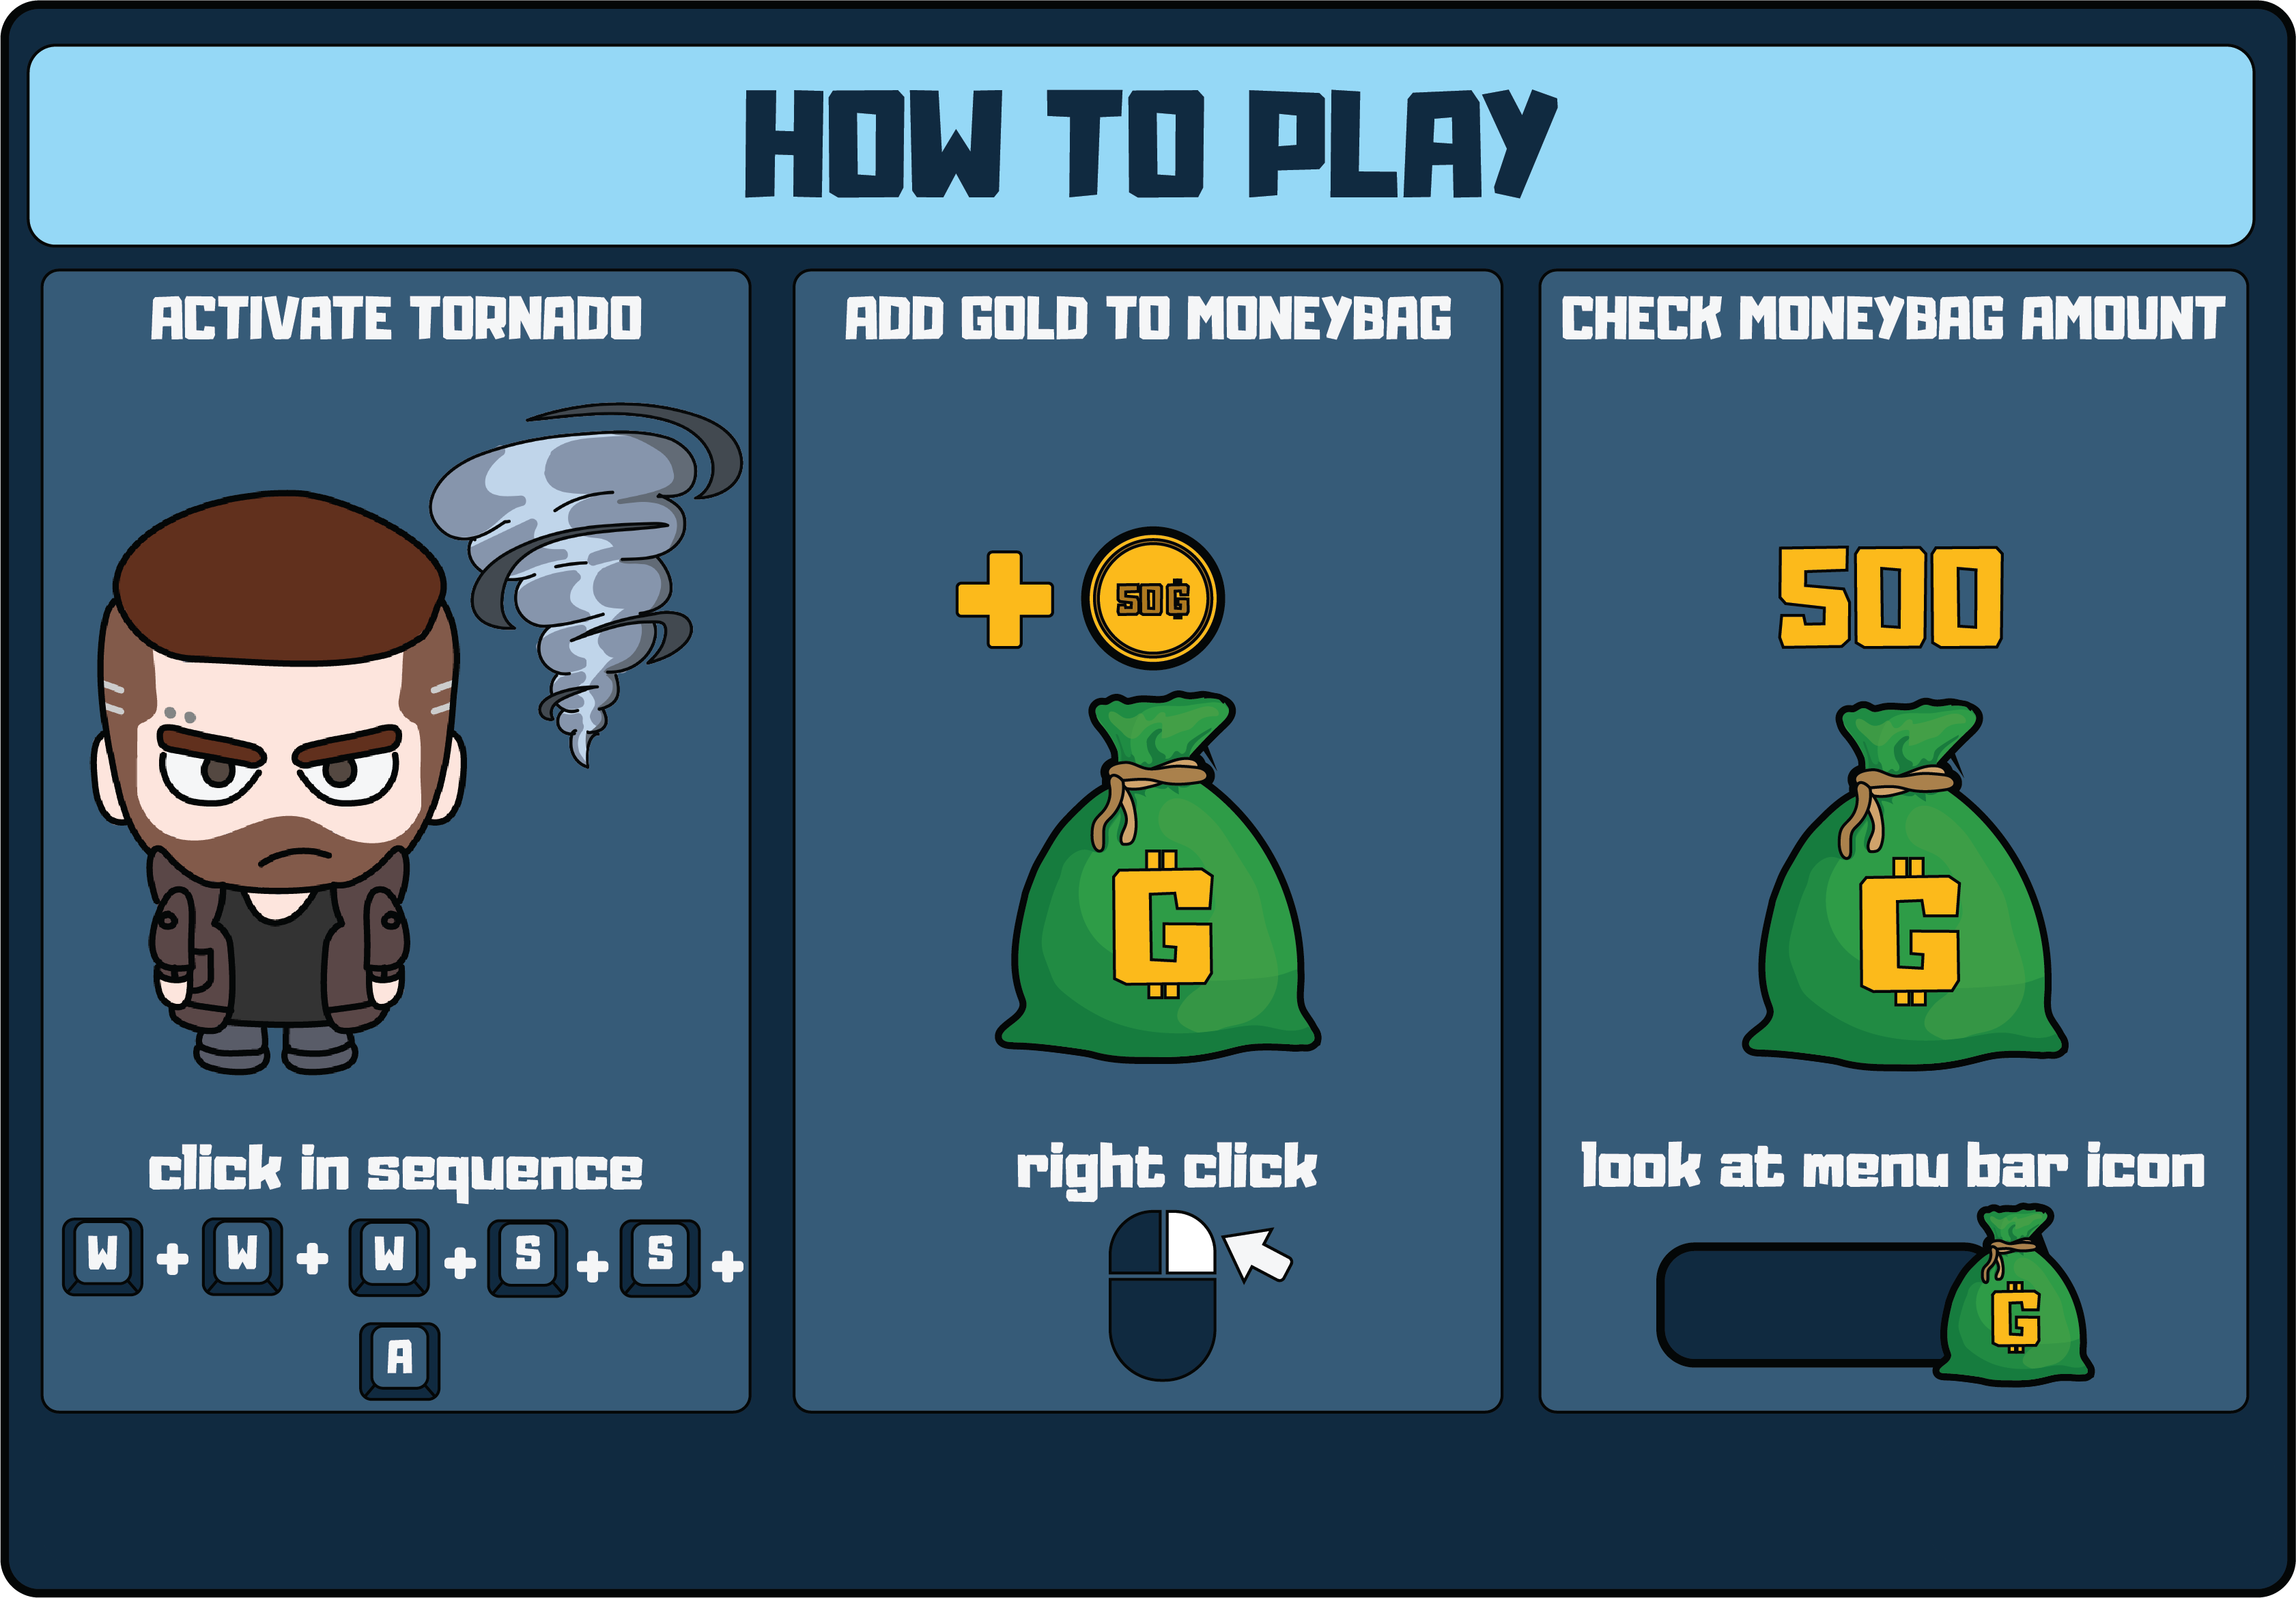 HOW TO PLAY
ACTIVATE TORNADO
click in sequence
W + W + W + S + S +
A
ADD GOLD TO MONEYBAG
+ 50G
G
right click
CHECK MONEYBAG AMOUNT
500
G
look at menu bar icon
G